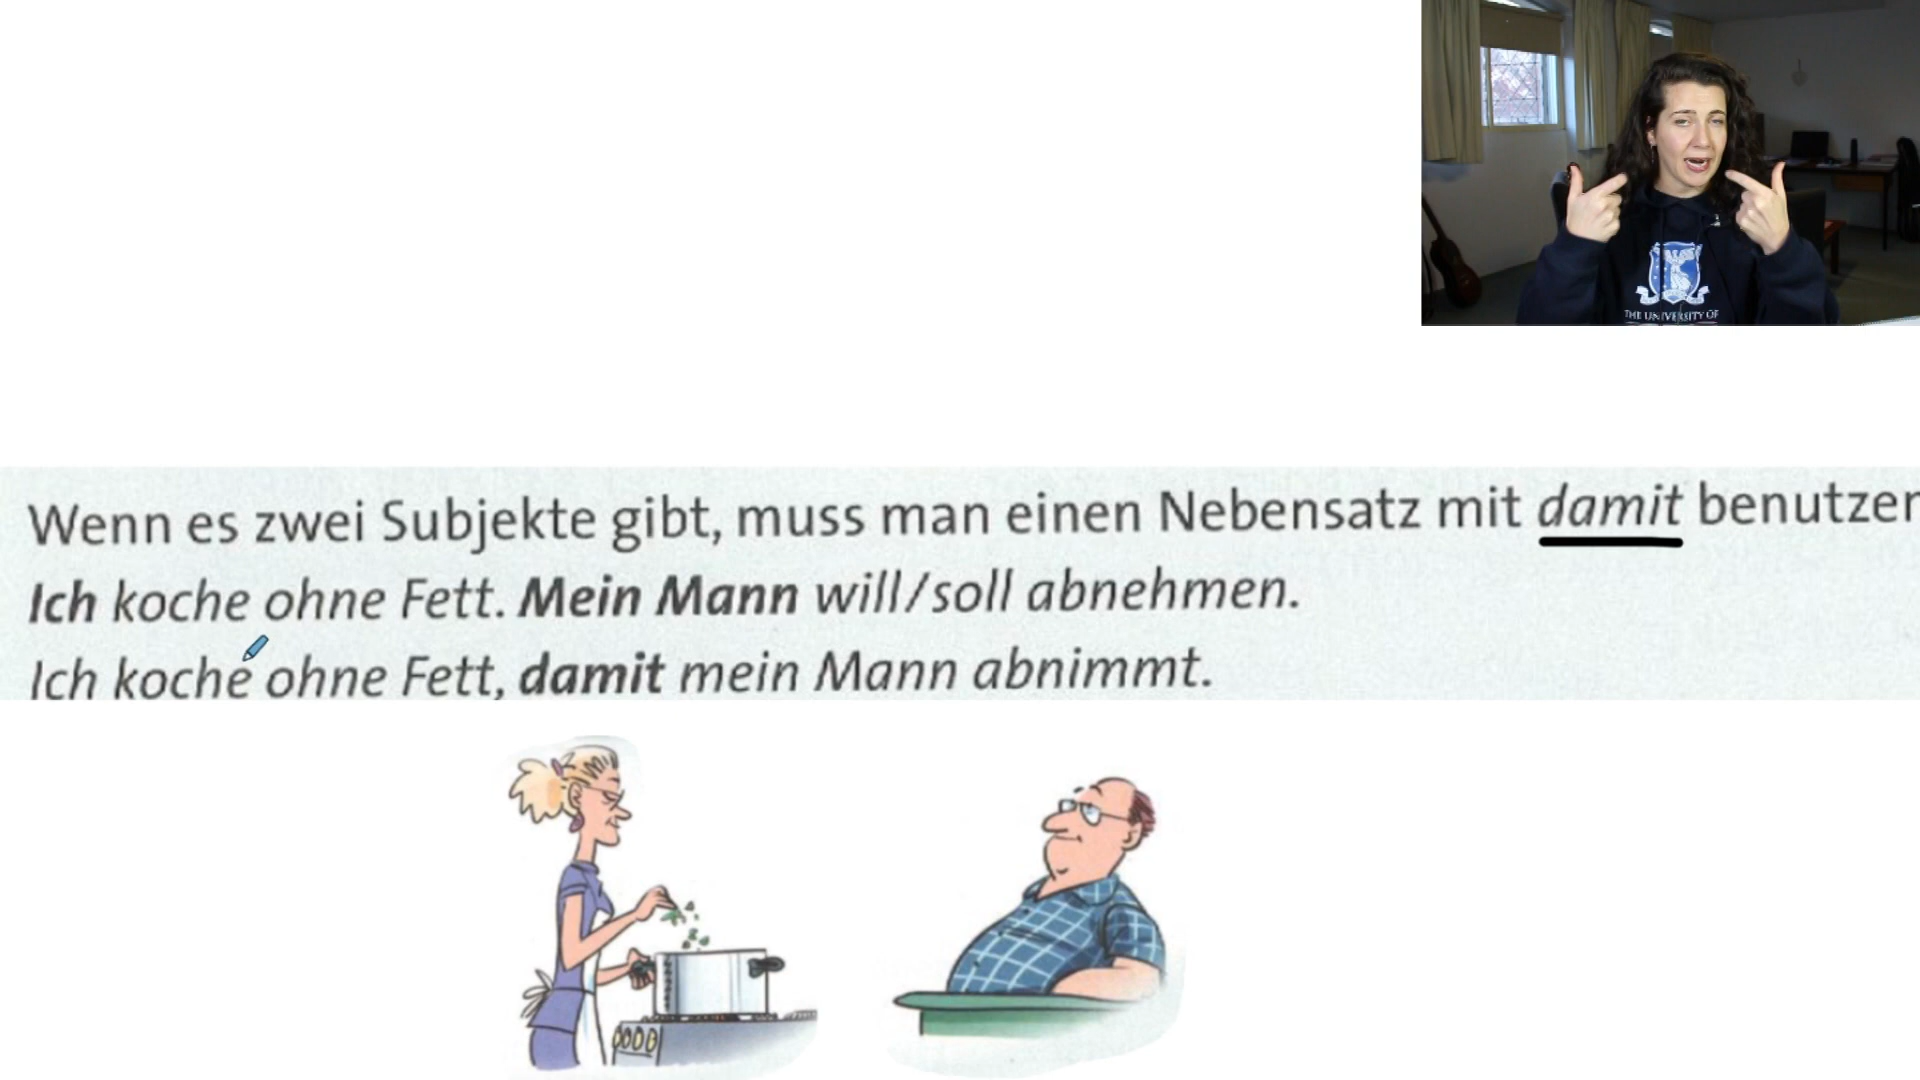 THE UNIVERSITY OF
Wenn es zwei Subjekte gibt, muss man einen Nebensatz mit damit benutzen
Ich koche ohne Fett. Mein Mann will/soll abnehmen.
Ich koche ohne Fett, damit mein Mann abnimmt.